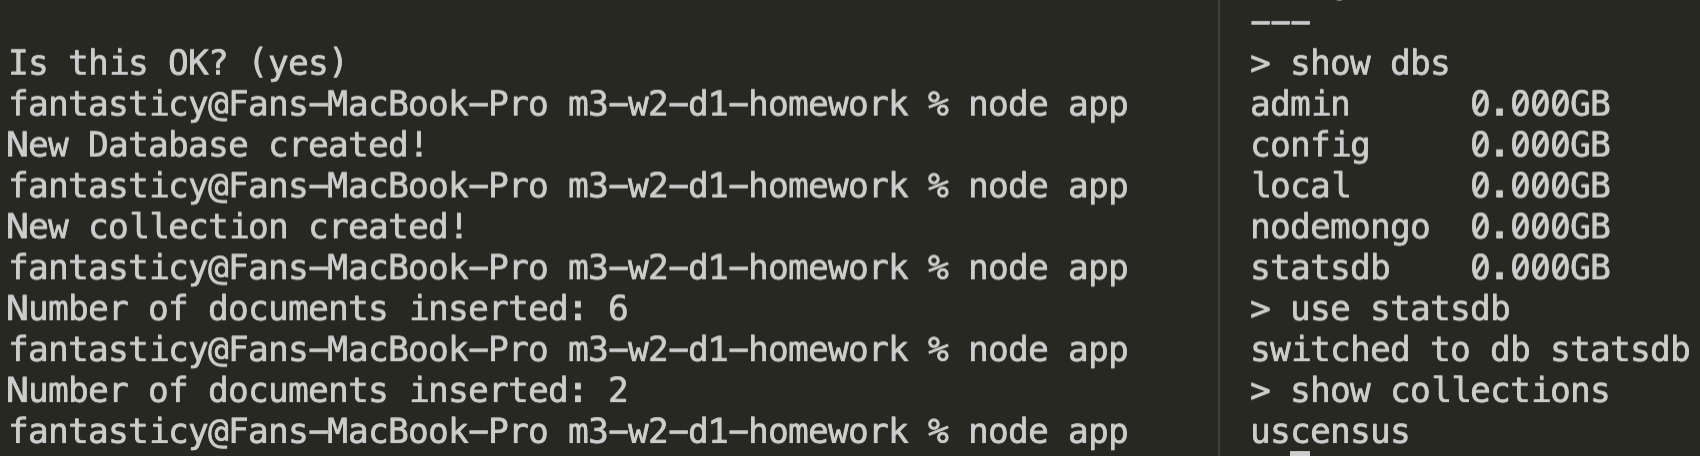 Is this OK? (yes)
fantasticy@Fans-MacBook-Pro m3-w2-d1-homework % node app
New Database created!
fantasticy@Fans-MacBook-Pro m3-w2-d1-homework % node app
New collection created!
fantasticy@Fans-MacBook-Pro m3-w2-d1-homework % node app
Number of documents inserted: 6
fantasticy@Fans-MacBook-Pro m3-w2-d1-homework % node app
Number of documents inserted: 2
fantasticy@Fans-MacBook-Pro m3-w2-d1-homework % node app
---
> show dbs
admin      0.000GB
config     0.000GB
local      0.000GB
nodemongo  0.000GB
statsdb    0.000GB
> use statsdb
switched to db statsdb
> show collections
uscensus